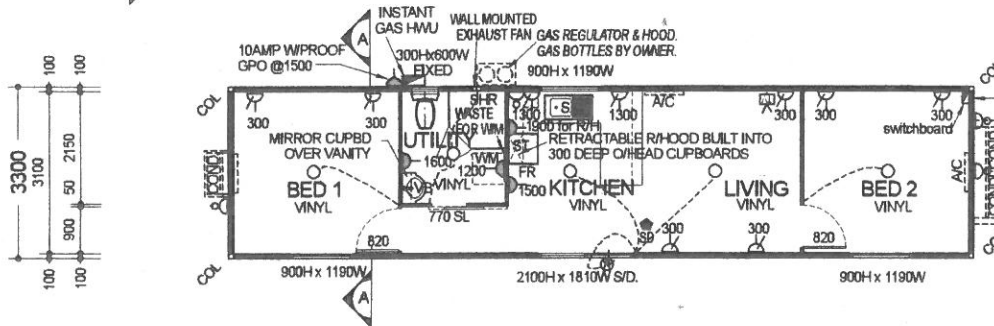 INSTANT
GAS HWU
WALL MOUNTED
EXHAUST FAN
GAS REGULATOR & HOOD.
GAS BOTTLES BY OWNER.
10AMP W/PROOF
GPO @1500
300Hx600W
FIXED
900H x 1190W
A
100
100
COL
COL
300
300
SHR
1300
S
1300
A/C
300
300
300
switchboard
3300
3100
2150
50
900
MIRROR CUPBD
OVER VANITY
UTILITY
WASTE
FOR W/M
1900 for R/H
RETRACTABLE R/HOOD BUILT INTO
300 DEEP O/HEAD CUPBOARDS
ST
1600
WM
1200
FR
1500
COND
BED 1
VINYL
VB
VINYL
KITCHEN
VINYL
LIVING
VINYL
BED 2
VINYL
A/C
770 SL
820
SD
300
300
820
100
100
COL
900H x 1190W
2100H x 1810W S/D.
900H x 1190W
A